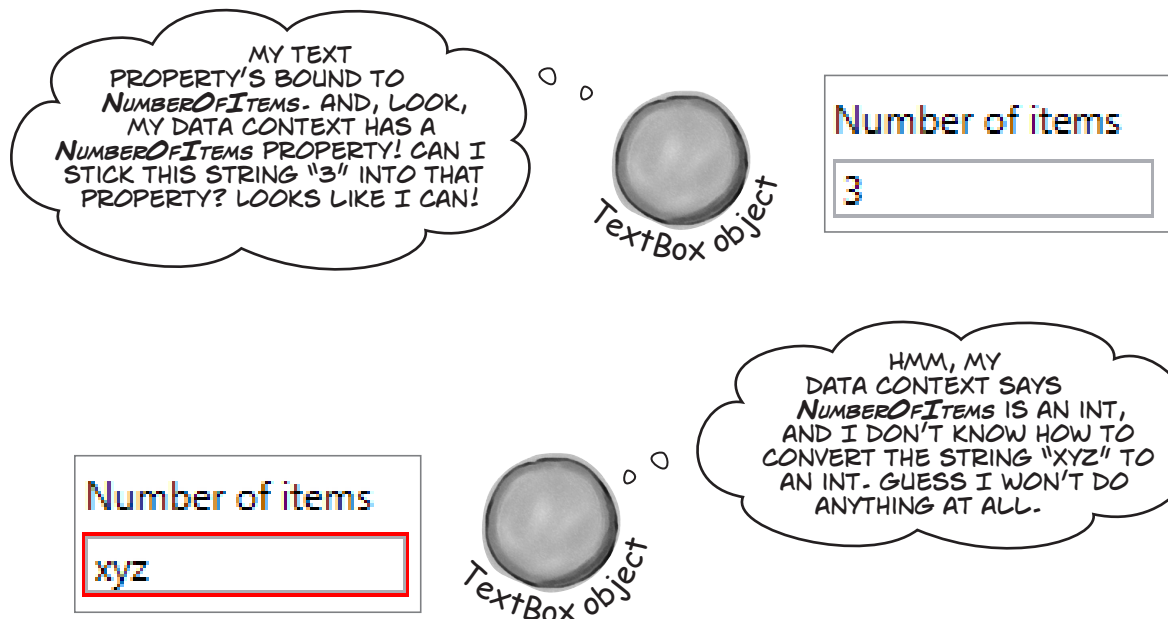 MY TEXT
PROPERTY'S BOUND TO
NUMBEROFITEMS. AND, LOOK,
MY DATA CONTEXT HAS A
NUMBEROFITEMS PROPERTY! CAN I
STICK THIS STRING "3" INTO THAT
PROPERTY? LOOKS LIKE I CAN!
TextBox object
Number of items
3
HMM, MY
DATA CONTEXT SAYS
NUMBEROFITEMS IS AN INT,
AND I DON'T KNOW HOW TO
CONVERT THE STRING "XYZ" TO
AN INT. GUESS I WON'T DO
ANYTHING AT ALL.
Number of items
xyz
TextBox object